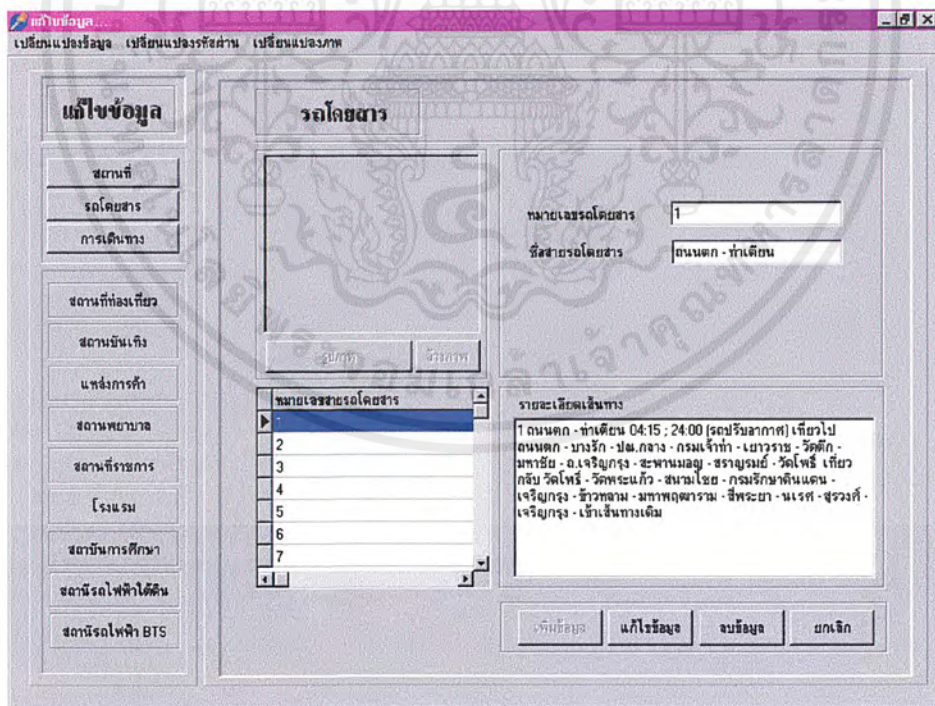 แก้ไขข้อมูล....
เปลี่ยนแปลงข้อมูล เปลี่ยนแปลงรหัสผ่าน เปลี่ยนแปลงภาพ
แก้ไขข้อมูล
สถานที่
รถโดยสาร
การเดินทาง
สถานที่ท่องเที่ยว
สถานบันเทิง
แหล่งการค้า
สถานพยาบาล
สถานที่ราชการ
โรงแรม
สถาบันการศึกษา
สถานีรถไฟฟ้าใต้ดิน
สถานีรถไฟฟ้า BTS
รถโดยสาร
รูปภาพ ล้างภาพ
หมายเลขรถโดยสาร 1
ชื่อสายรถโดยสาร ถนนตก - ท่าเตียน
หมายเลขสายรถโดยสาร
1
2
3
4
5
6
7
รายละเอียดเส้นทาง
1 ถนนตก - ท่าเตียน 04:15 ; 24:00 (รถปรับอากาศ) เที่ยวไป
ถนนตก - บางรัก - ปณ.กลาง - กรมเจ้าท่า - เยาวราช - วัดตึก -
มหาชัย - ถ.เจริญกรุง - สะพานมอญ - สราญรมย์ - วัดโพธิ์ เที่ยว
กลับ วัดโพธิ์ - วัดพระแก้ว - สนามไชย - กรมรักษาดินแดน -
เจริญกรุง - ข้าวหลาม - มหาพฤฒาราม - สี่พระยา - นเรศ - สุรวงศ์ -
เจริญกรุง - เข้าเส้นทางเดิม
เพิ่มข้อมูล แก้ไขข้อมูล ลบข้อมูล ยกเลิก